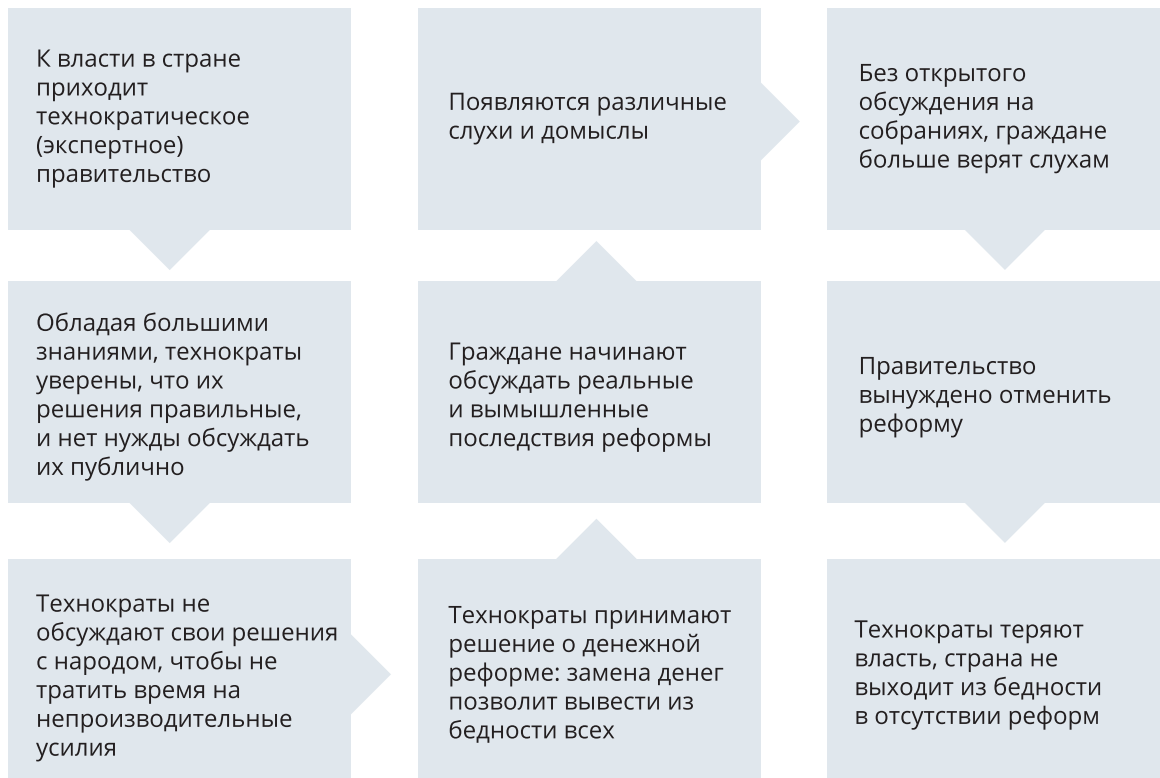 К власти в стране
приходит
технократическое
(экспертное)
правительство
Обладая большими
знаниями, технократы
уверены, что их
решения правильные,
и нет нужды обсуждать
их публично
Технократы не
обсуждают свои решения
с народом, чтобы не
тратить время на
непроизводительные
усилия
Технократы принимают
решение о денежной
реформе: замена денег
позволит вывести из
бедности всех
Граждане начинают
обсуждать реальные
и вымышленные
последствия реформы
Появляются различные
слухи и домыслы
Без открытого
обсуждения на
собраниях, граждане
больше верят слухам
Правительство
вынуждено отменить
реформу
Технократы теряют
власть, страна не
выходит из бедности
в отсутствии реформ